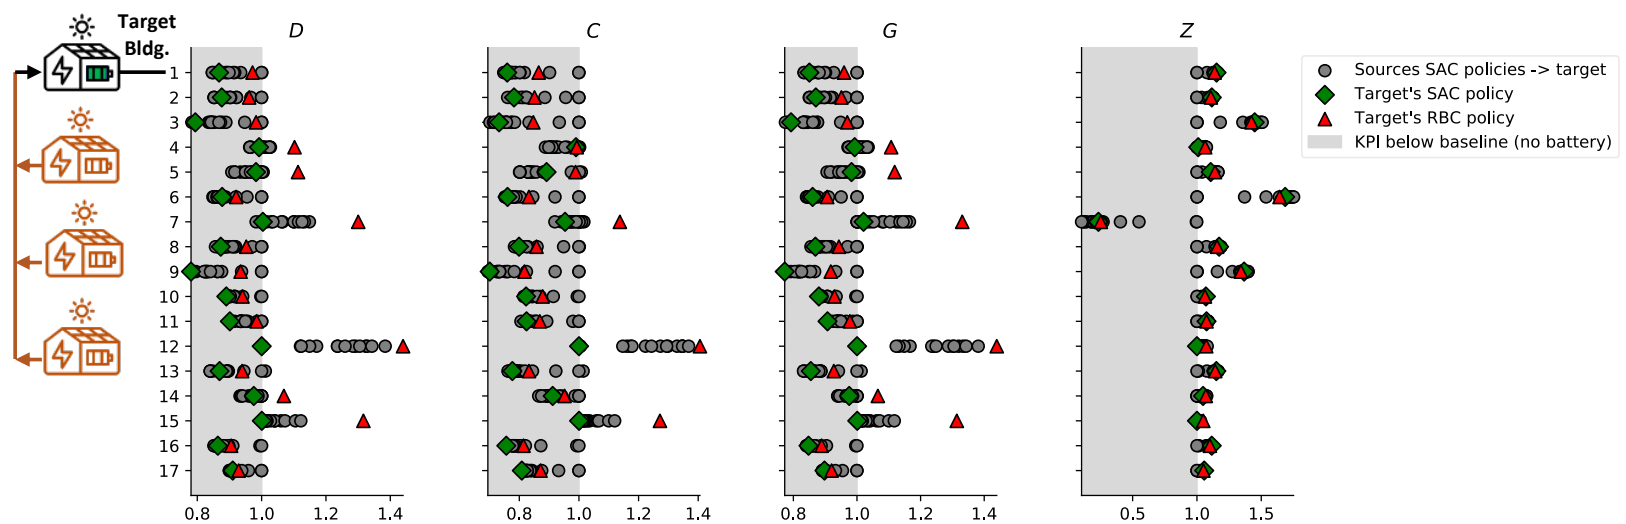 Target
Bldg.
D
C
G
Z
1
2
3
4
5
6
7
8
9
10
11
12
13
14
15
16
17
0.8 1.0 1.2 1.4
0.8 1.0 1.2 1.4
0.8 1.0 1.2 1.4
0.5 1.0 1.5
Sources SAC policies -> target
Target's SAC policy
Target's RBC policy
KPI below baseline (no battery)